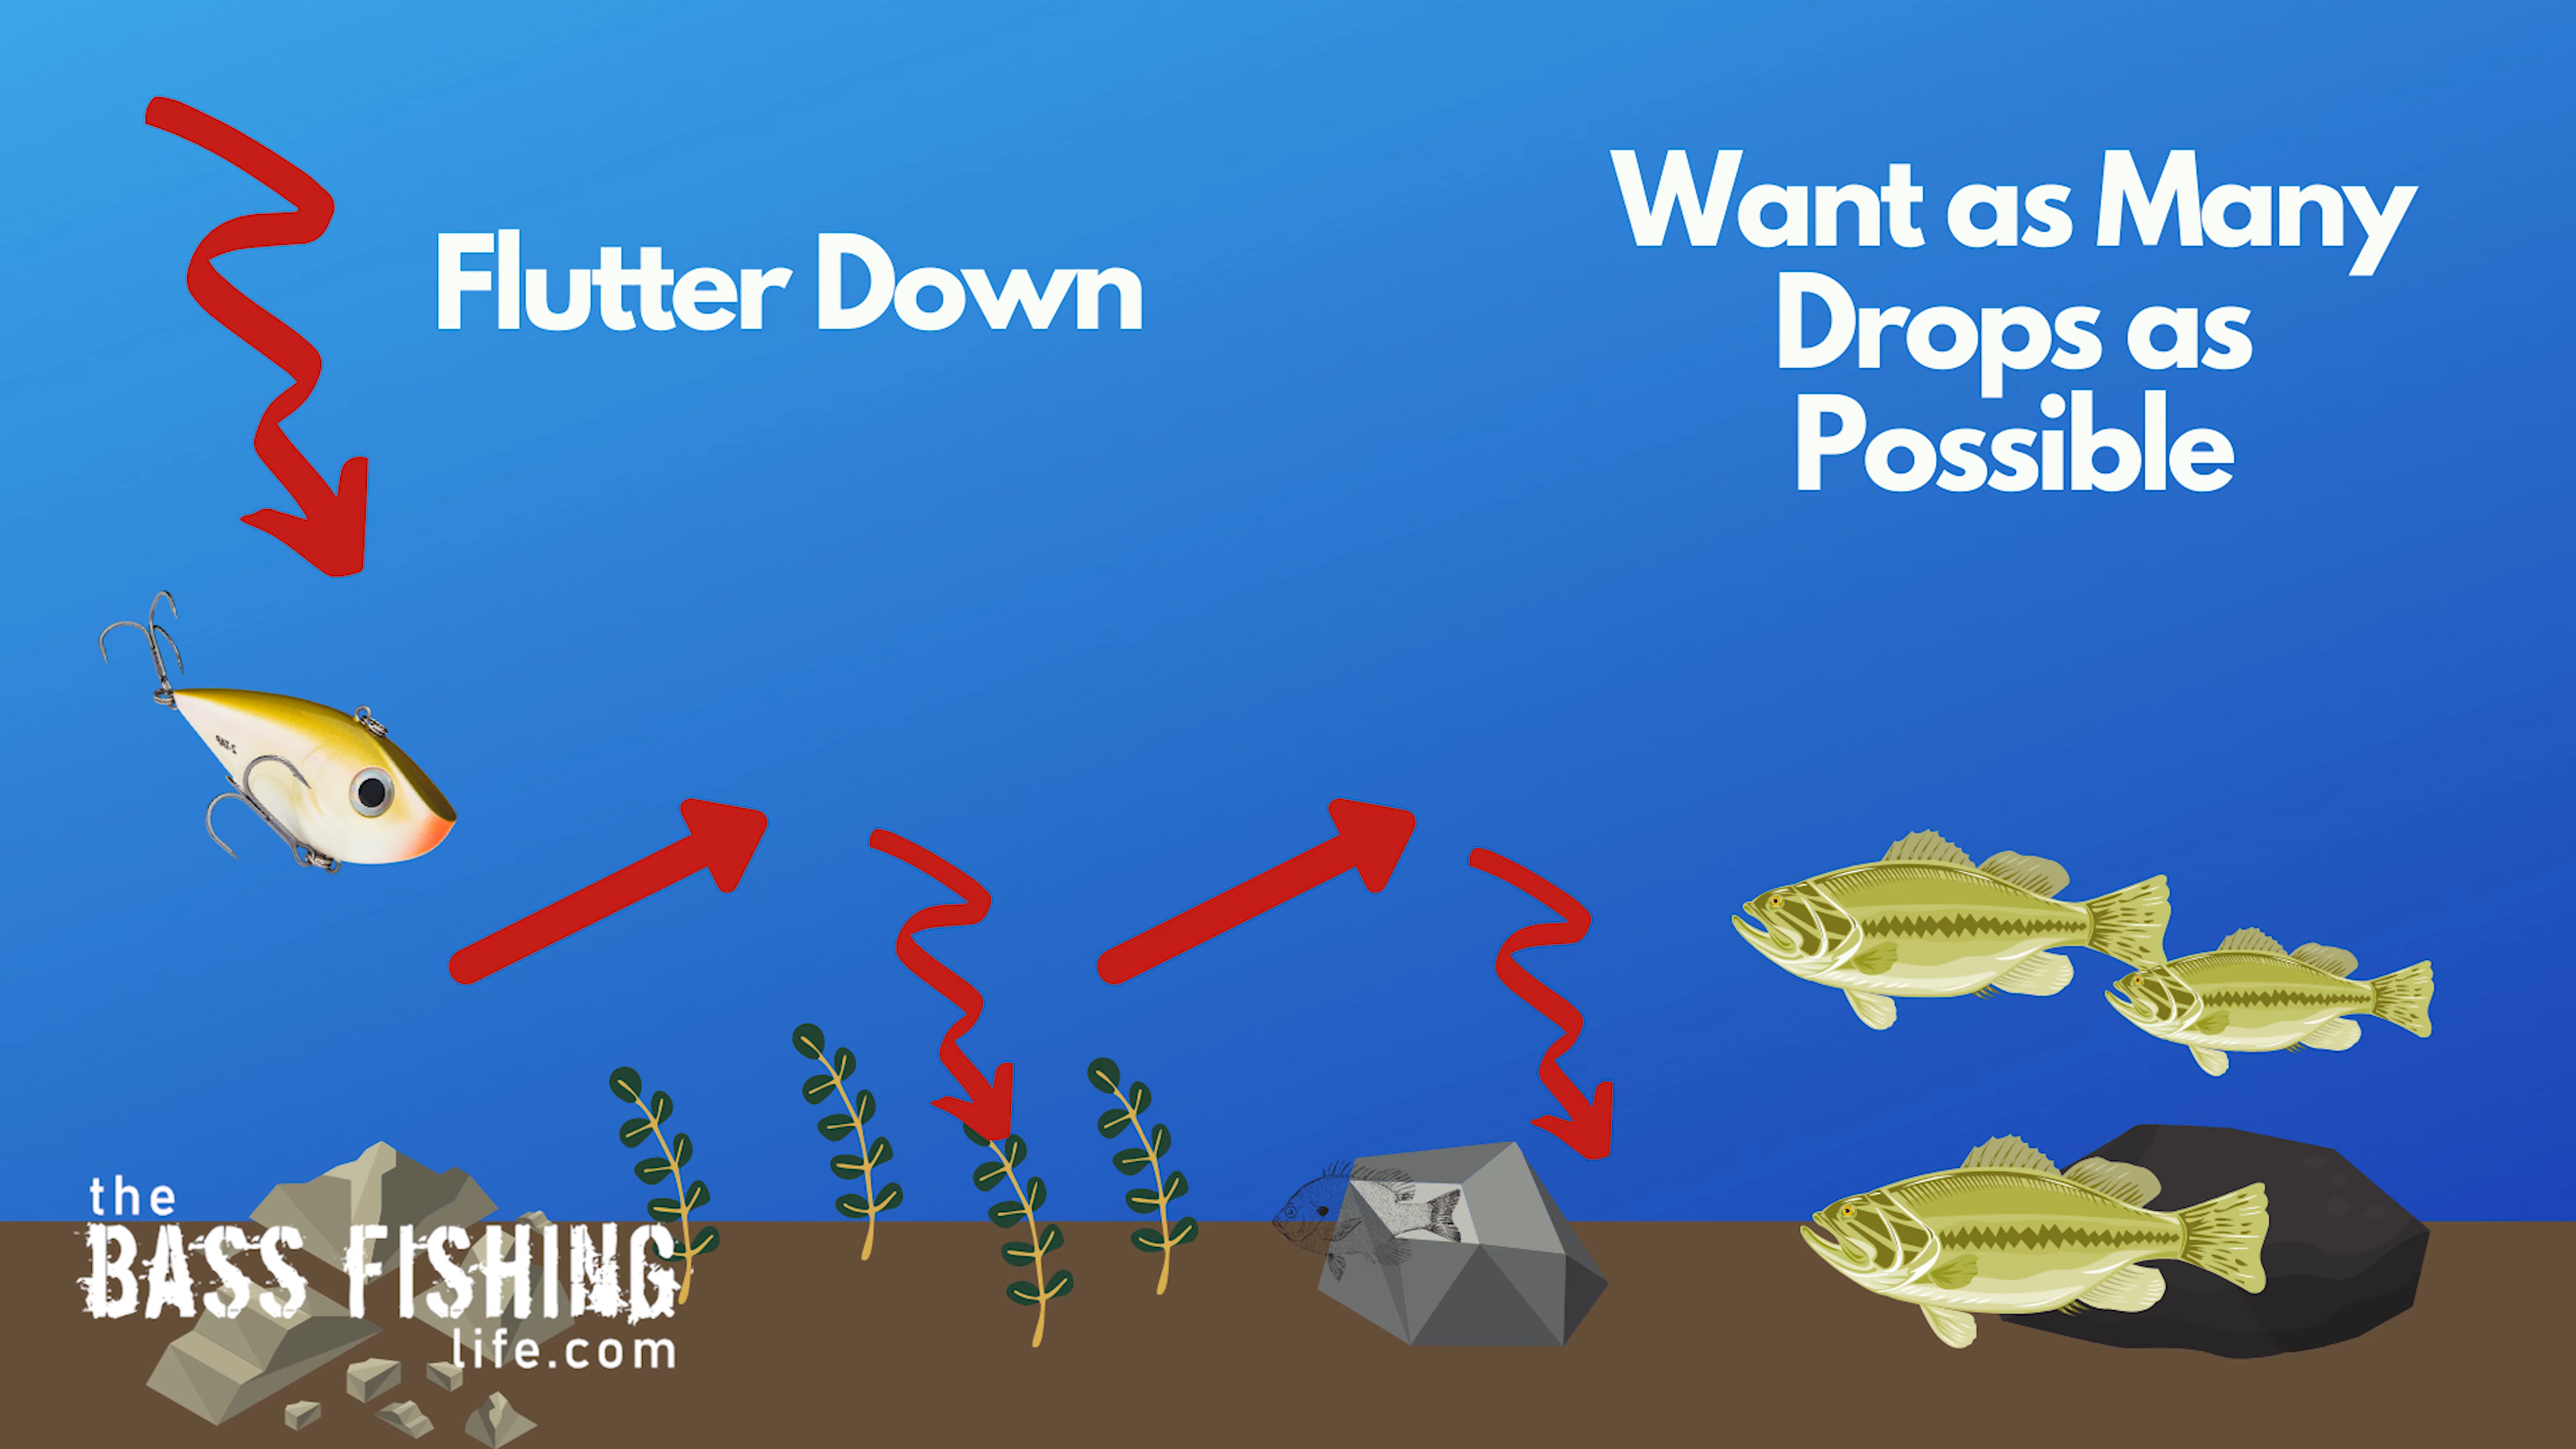 Flutter Down
Want as Many
Drops as
Possible
the
BASS FISHING
life.com